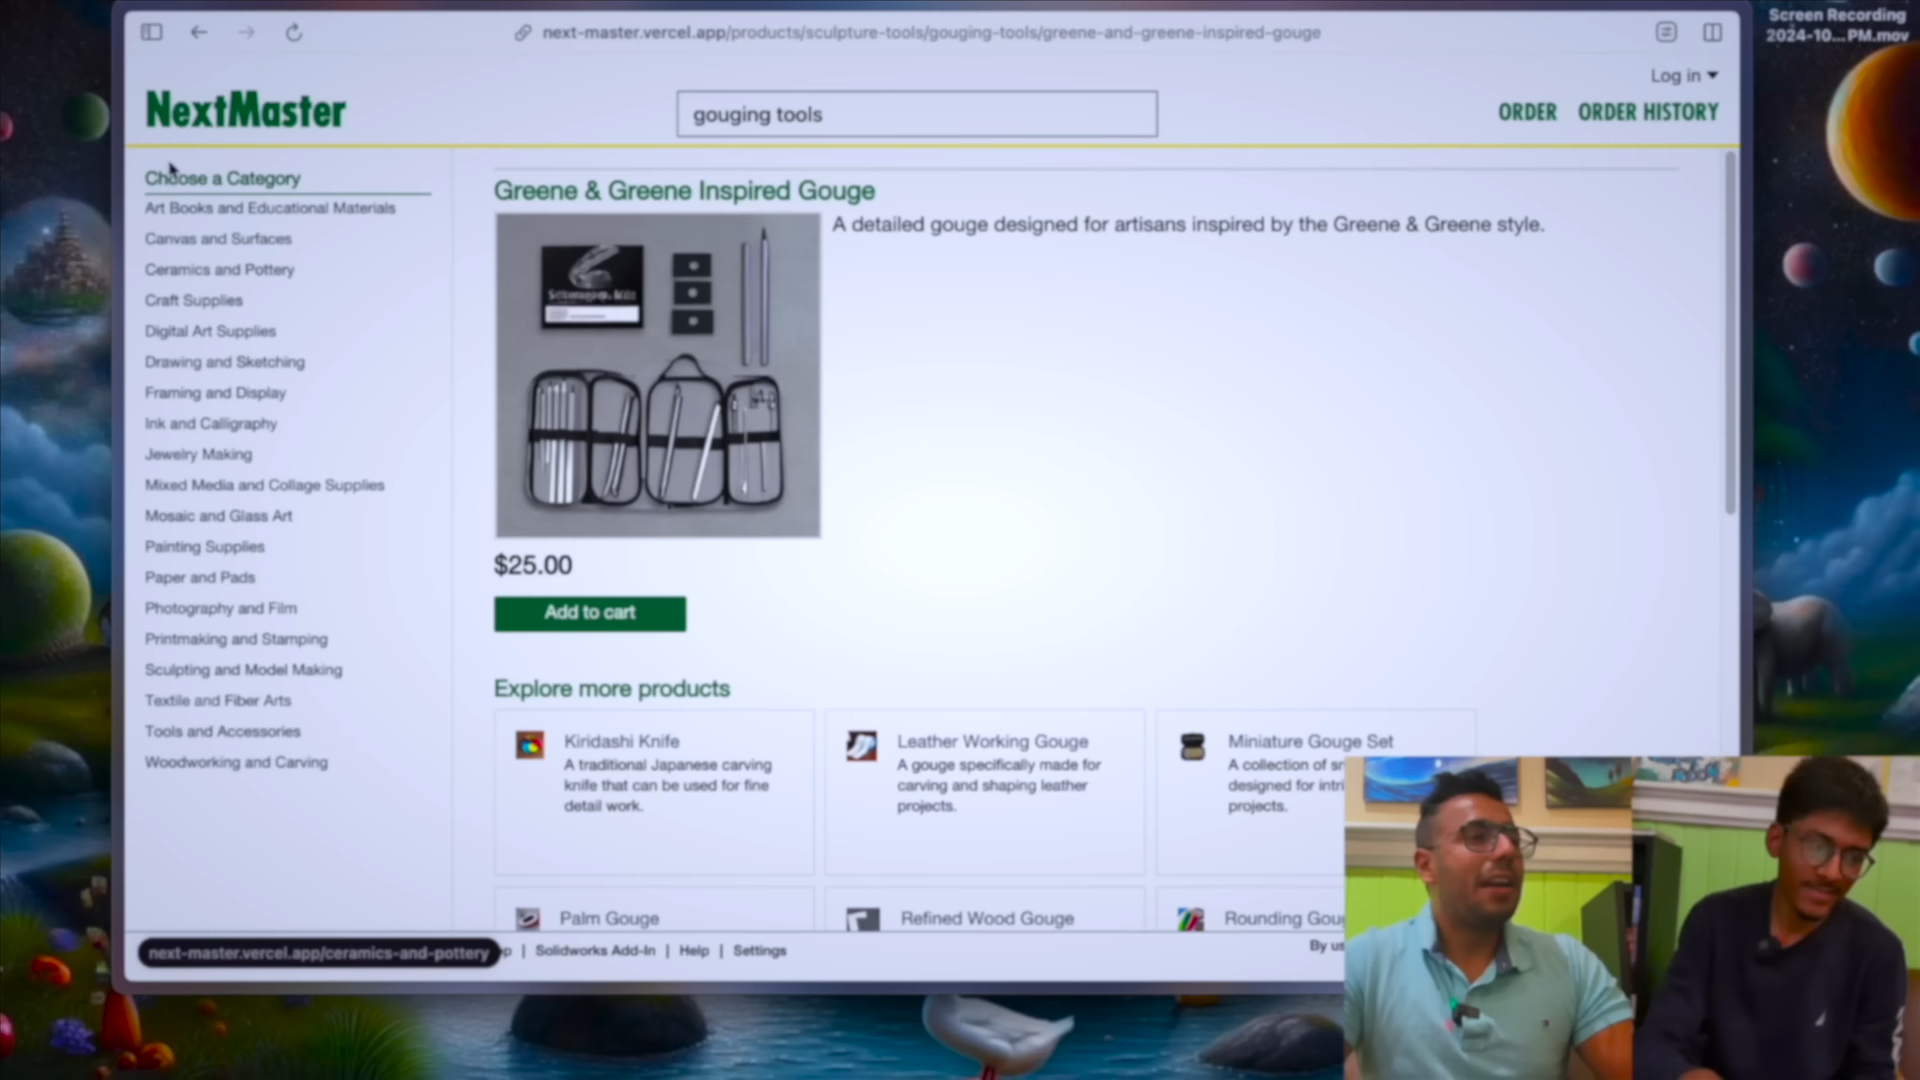 Screen Recording
2024-10...PM.mov
next-master.vercel.app/products/sculpture-tools/gouging-tools/greene-and-greene-inspired-gouge
Log in
NextMaster
gouging tools
ORDER ORDER HISTORY
Choose a Category
Art Books and Educational Materials
Canvas and Surfaces
Ceramics and Pottery
Craft Supplies
Digital Art Supplies
Drawing and Sketching
Framing and Display
Ink and Calligraphy
Jewelry Making
Mixed Media and Collage Supplies
Mosaic and Glass Art
Painting Supplies
Paper and Pads
Photography and Film
Printmaking and Stamping
Sculpting and Model Making
Textile and Fiber Arts
Tools and Accessories
Woodworking and Carving
Greene & Greene Inspired Gouge
A detailed gouge designed for artisans inspired by the Greene & Greene style.
$25.00
Add to cart
Explore more products
Kiridashi Knife
A traditional Japanese carving
knife that can be used for fine
detail work.
Leather Working Gouge
A gouge specifically made for
carving and shaping leather
projects.
Miniature Gouge Set
A collection of sm
designed for intri
projects.
Palm Gouge
Refined Wood Gouge
Rounding Gou
next-master.vercel.app/ceramics-and-pottery
p | Solidworks Add-In | Help | Settings
By us